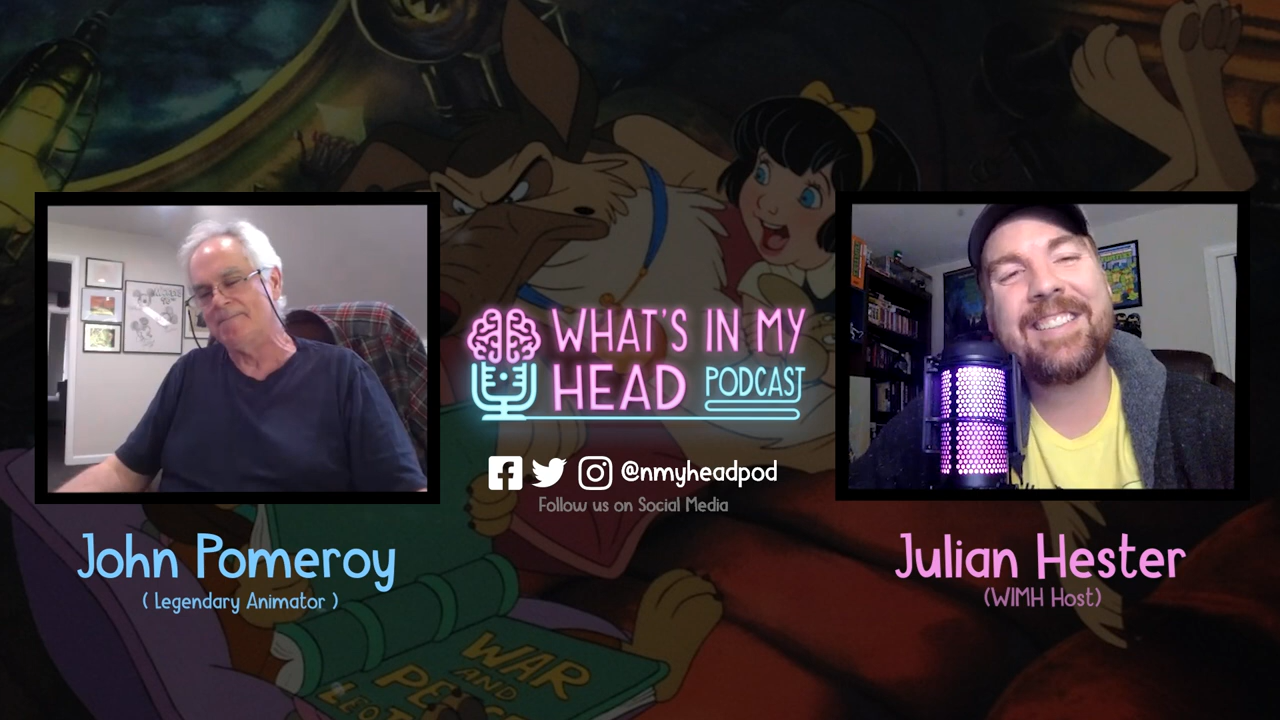 WHAT'S IN MY
HEAD PODCAST
@nmyheadpod
Follow us on Social Media
John Pomeroy
( Legendary Animator )
Julian Hester
(WIMH Host)
WAR
AND